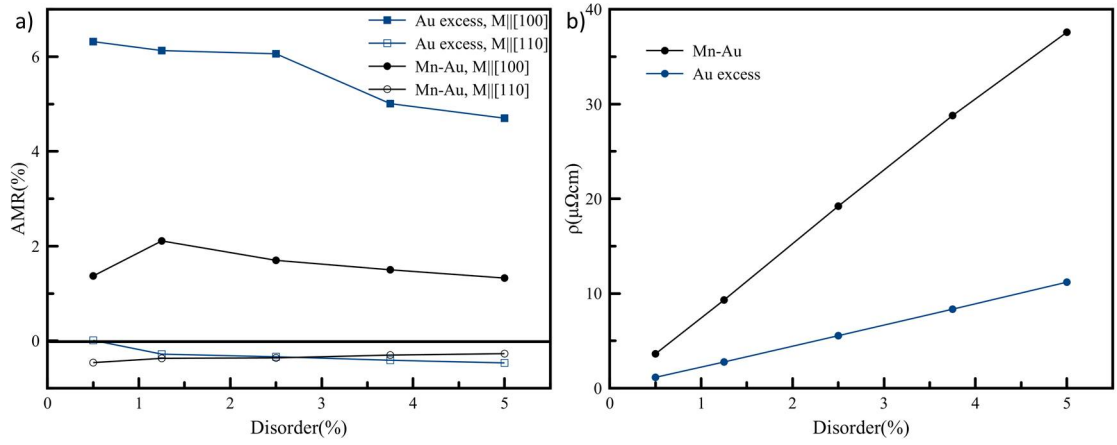 a)
Au excess, M||[100]
Au excess, M||[110]
Mn-Au, M||[100]
Mn-Au, M||[110]
6
4
2
0
AMR(%)
0 1 2 3 4 5
Disorder(%)
b)
Mn-Au
Au excess
40
30
20
10
0
ρ(μΩcm)
0 1 2 3 4 5
Disorder(%)